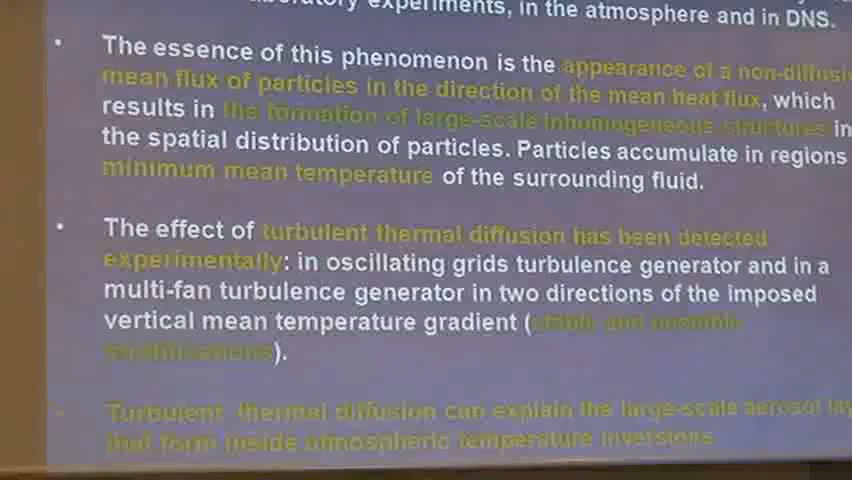 experiments, in the atmosphere and in DNS.
• The essence of this phenomenon is the appearance of a non-diffusi
mean flux of particles in the direction of the mean heat flux, which
results in the formation of large-scale inhomogeneous structures in
the spatial distribution of particles. Particles accumulate in regions
minimum mean temperature of the surrounding fluid.
• The effect of turbulent thermal diffusion has been detected
experimentally: in oscillating grids turbulence generator and in a
multi-fan turbulence generator in two directions of the imposed
vertical mean temperature gradient (stable and unstable
stratifications).
• Turbulent thermal diffusion can explain the large-scale aerosol lay
that form inside atmospheric temperature inversions.